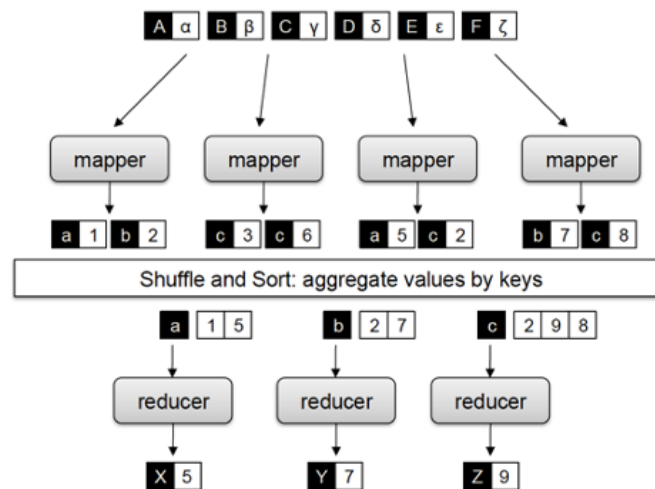 A α B β C γ D δ E ε F ζ
mapper mapper mapper mapper
a 1 b 2 c 3 c 6 a 5 c 2 b 7 c 8
Shuffle and Sort: aggregate values by keys
a 1 5 b 2 7 c 2 9 8
reducer reducer reducer
X 5 Y 7 Z 9